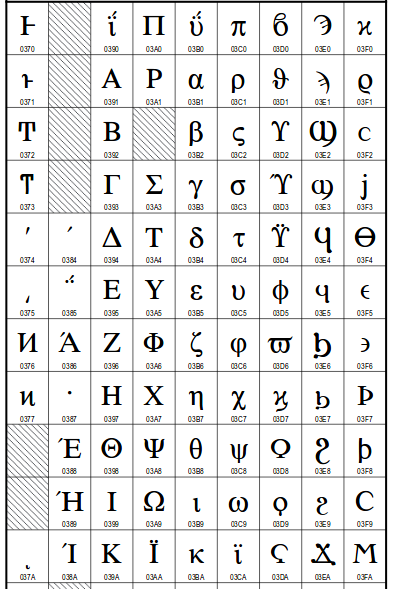 Ͱ ΐ Π ΰ π ϐ Ϡ ϰ
0370 0390 03A0 03B0 03C0 03D0 03E0 03F0
ͱ Α Ρ α ρ ϑ ϡ ϱ
0371 0391 03A1 03B1 03C1 03D1 03E1 03F1
Ͳ Β β ς ϒ Ϣ ϲ
0372 0392 03B2 03C2 03D2 03E2 03F2
ͳ Γ Σ γ σ ϓ ϣ ϳ
0373 0393 03A3 03B3 03C3 03D3 03E3 03F3
ʹ ΄ Δ Τ δ τ ϔ Ϥ ϴ
0374 0384 0394 03A4 03B4 03C4 03D4 03E4 03F4
͵ ΅ Ε Υ ε υ ϕ ϥ ϵ
0375 0385 0395 03A5 03B5 03C5 03D5 03E5 03F5
Ͷ Ά Ζ Φ ζ φ ϖ Ϧ ϶
0376 0386 0396 03A6 03B6 03C6 03D6 03E6 03F6
ͷ · Η Χ η χ ϗ ϧ Ϸ
0377 0387 0397 03A7 03B7 03C7 03D7 03E7 03F7
Έ Θ Ψ θ ψ Ϙ Ϩ ϸ
0388 0398 03A8 03B8 03C8 03D8 03E8 03F8
Ή Ι Ω ι ω ϙ ϩ Ϲ
0389 0399 03A9 03B9 03C9 03D9 03E9 03F9
ͺ Ί Κ Ϊ κ ϊ Ϛ Ϫ Ϻ
037A 038A 039A 03AA 03BA 03CA 03DA 03EA 03FA